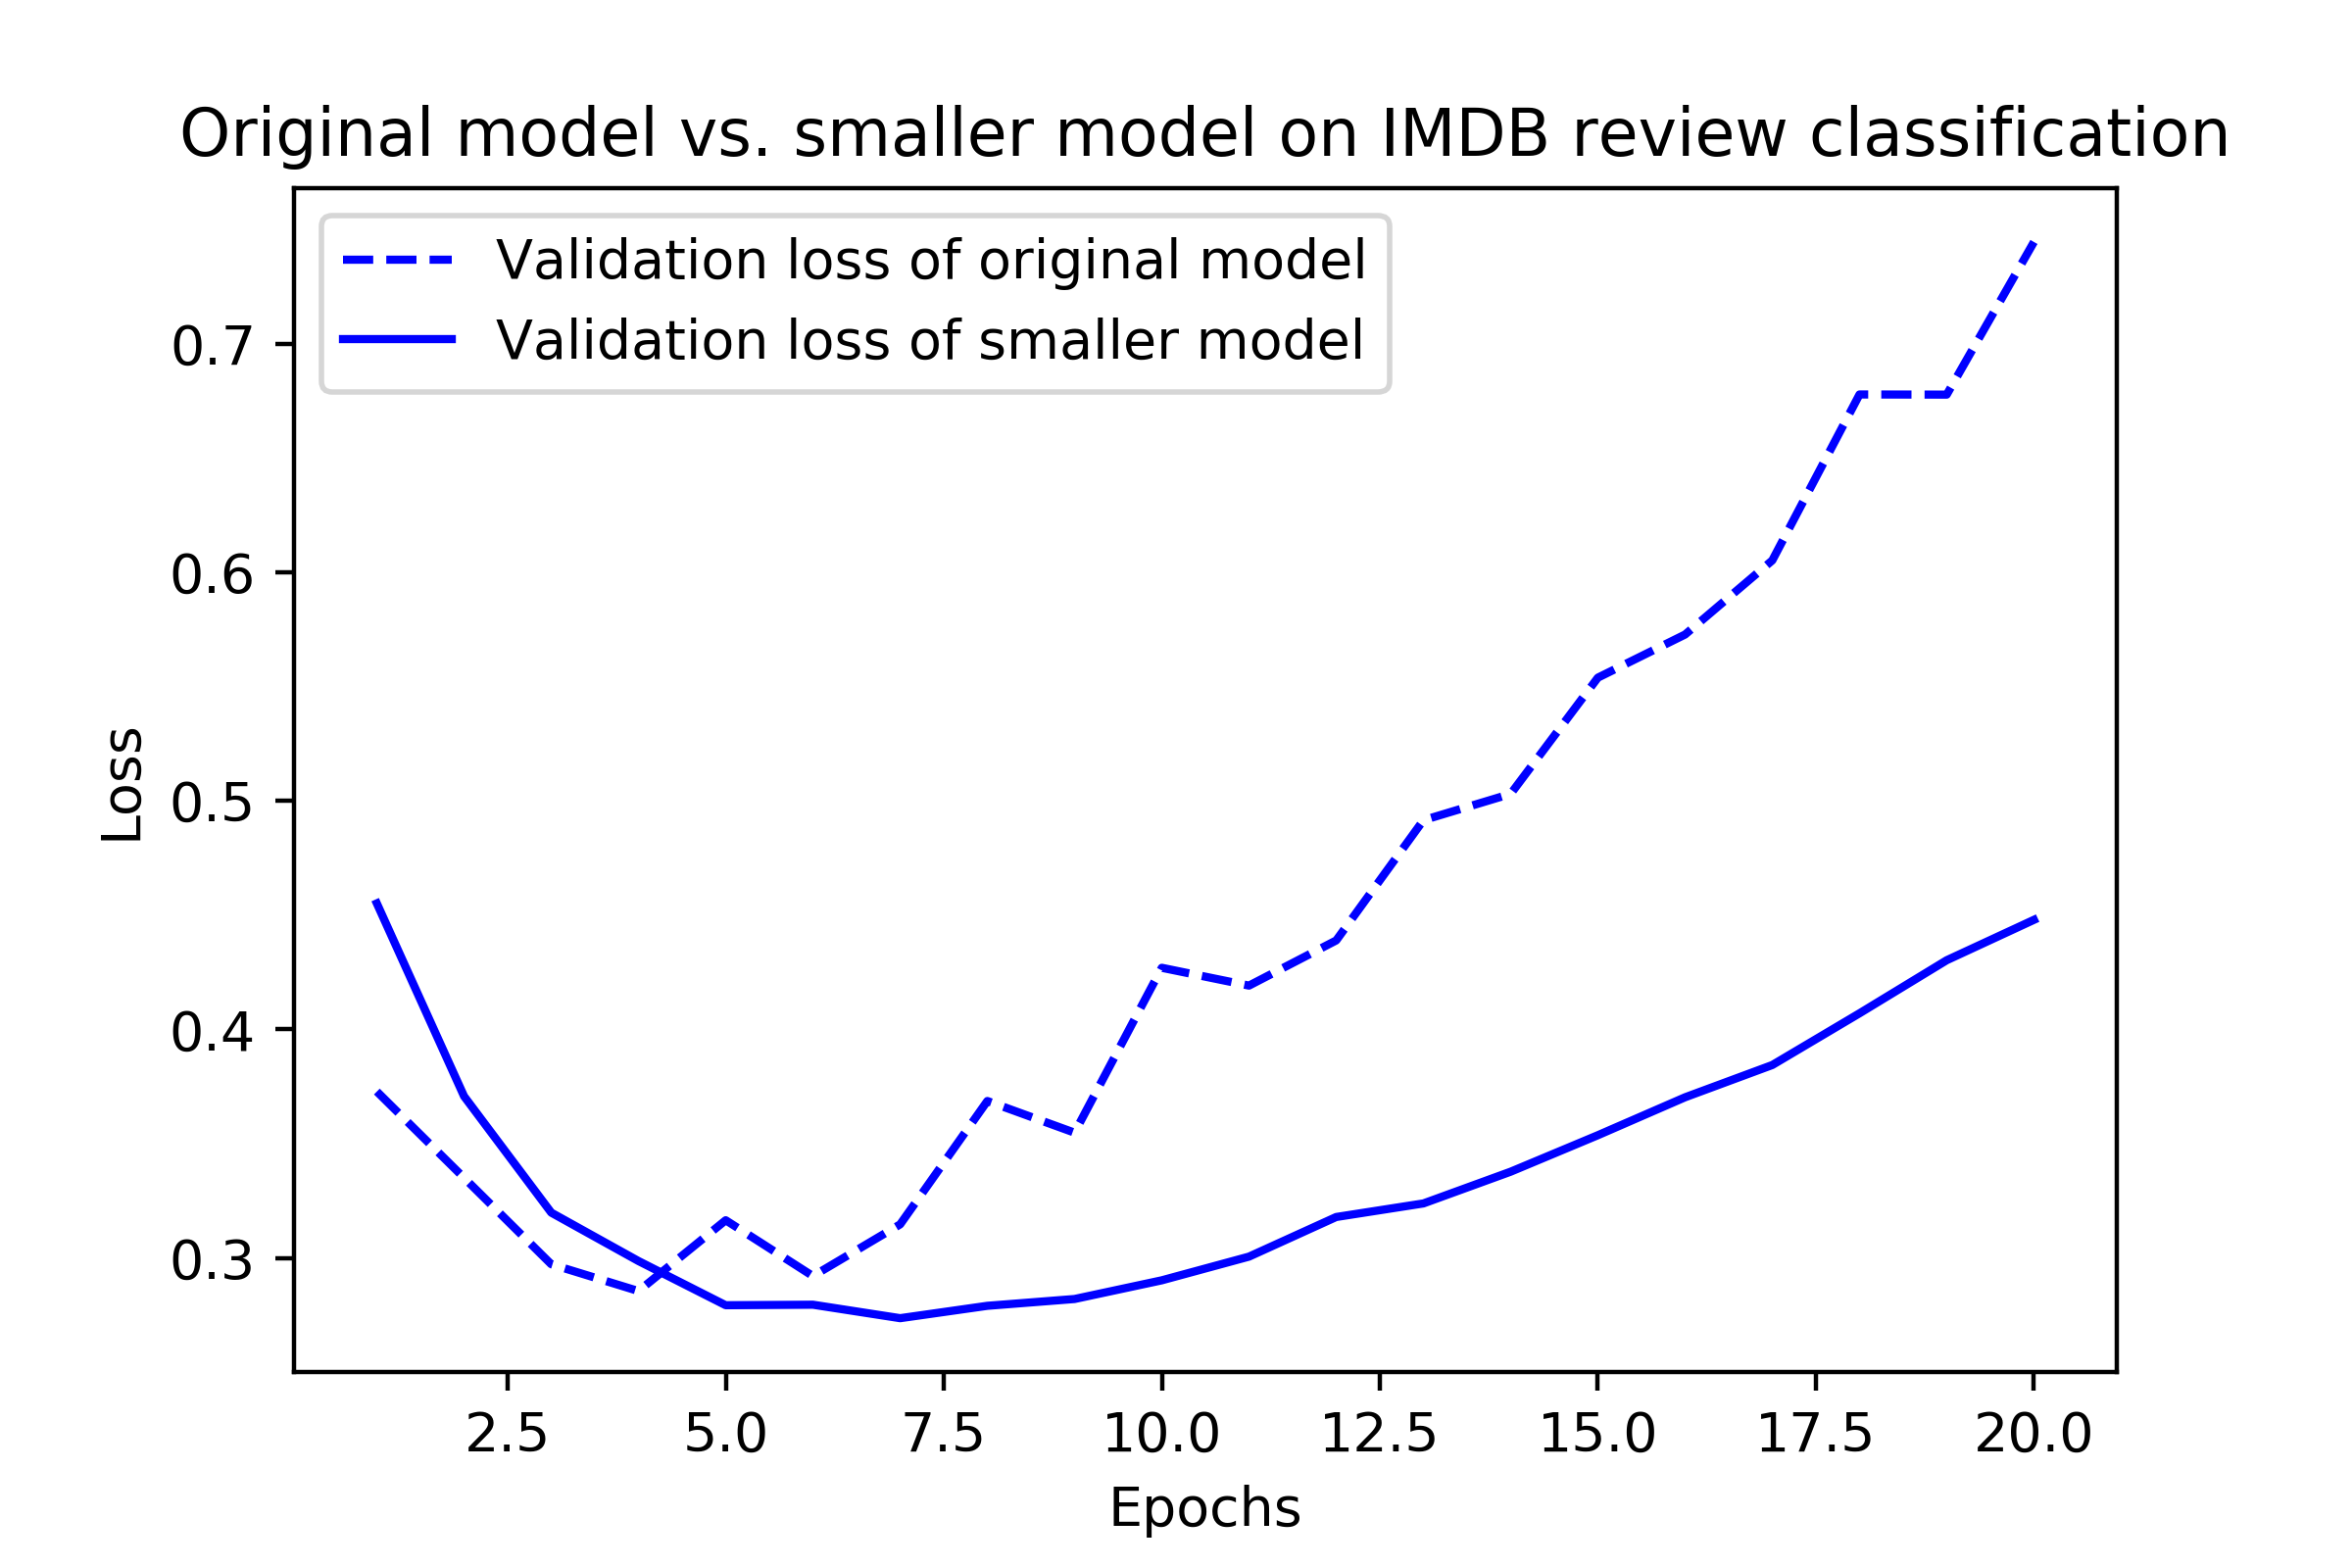 Original model vs. smaller model on IMDB review classification
Validation loss of original model
Validation loss of smaller model
0.7
0.6
0.5
0.4
0.3
Loss
2.5 5.0 7.5 10.0 12.5 15.0 17.5 20.0
Epochs